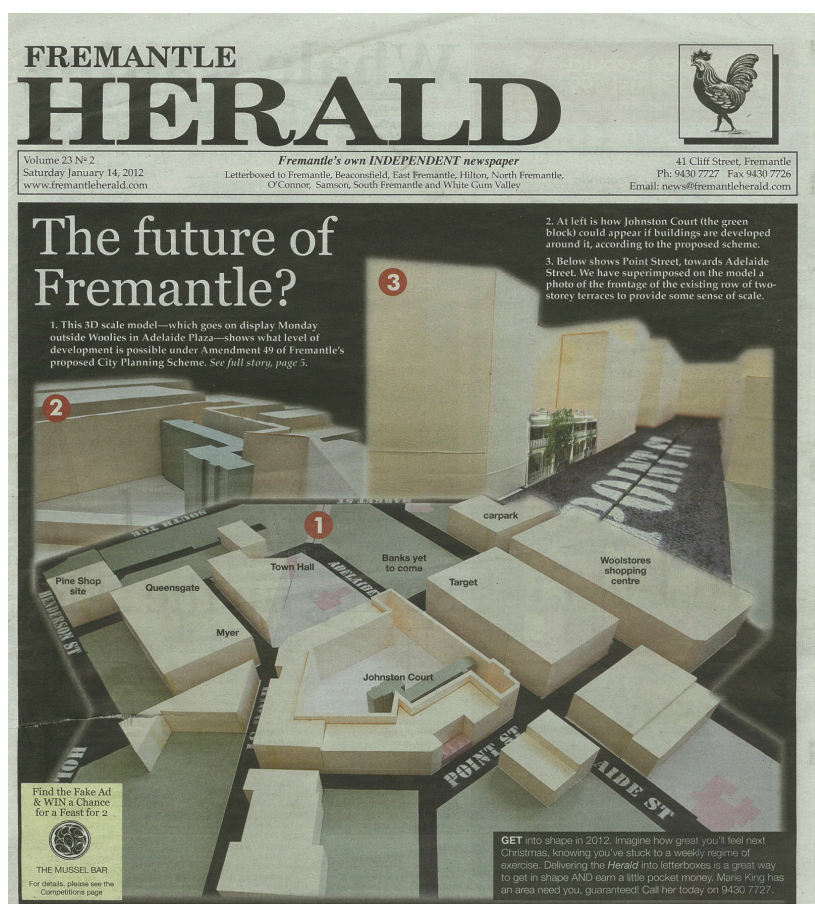 FREMANTLE
HERALD
Volume 23 Nº 2
Saturday January 14, 2012
www.fremantleherald.com
Fremantle's own INDEPENDENT newspaper
Letterboxed to Fremantle, Beaconsfield, East Fremantle, Hilton, North Fremantle,
O'Connor, Samson, South Fremantle and White Gum Valley
41 Cliff Street, Fremantle
Ph: 9430 7727 Fax 9430 7726
Email: news@fremantleherald.com
The future of
Fremantle?
1. This 3D scale model—which goes on display Monday
outside Woolies in Adelaide Plaza—shows what level of
development is possible under Amendment 49 of Fremantle's
proposed City Planning Scheme. See full story, page 5.
2. At left is how Johnston Court (the green
block) could appear if buildings are developed
around it, according to the proposed scheme.
3. Below shows Point Street, towards Adelaide
Street. We have superimposed on the model a
photo of the frontage of the existing row of two-
storey terraces to provide some sense of scale.
3
2
POINT ST
1
MARKET ST
carpark
SOUTH TCE
Pine Shop
site
Queensgate
Town Hall
ADELAIDE
Banks yet
to come
Target
Woolstores
shopping
centre
HENDERSON ST
Myer
Johnston Court
POINT ST
AIDE ST
Find the Fake Ad
& WIN a Chance
for a Feast for 2
THE MUSSEL BAR
For details, please see the
Competitions page
GET into shape in 2012. Imagine how great you'll feel next
Christmas, knowing you've stuck to a weekly regime of
exercise. Delivering the Herald into letterboxes is a great way
to get in shape AND earn a little pocket money. Marie King has
an area need you, guaranteed! Call her today on 9430 7727.